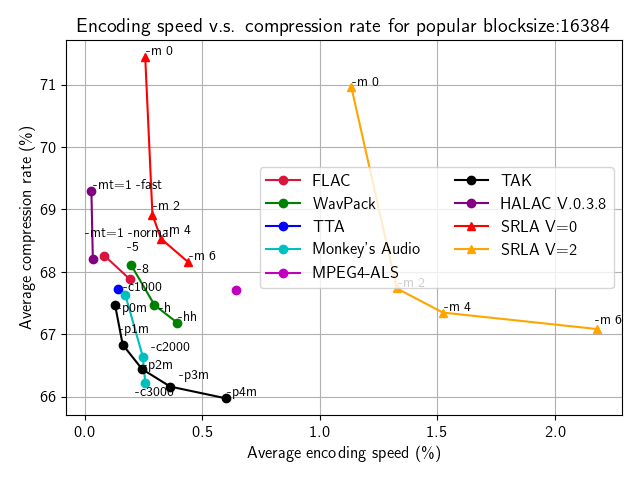 Encoding speed v.s. compression rate for popular blocksize:16384
Average compression rate (%)
71
70
69
68
67
66
-m 0
-m 2
-m 4
-m 6
-m 0
-m 2
-m 4
-m 6
-mt=1 -fast
-mt=1 -normal
-5
-8
-c1000
-p0m
-h
-hh
-p1m
-c2000
-p2m
-p3m
-c3000
-p4m
FLAC
WavPack
TTA
Monkey's Audio
MPEG4-ALS
TAK
HALAC V.0.3.8
SRLA V=0
SRLA V=2
0.0
0.5
1.0
1.5
2.0
Average encoding speed (%)